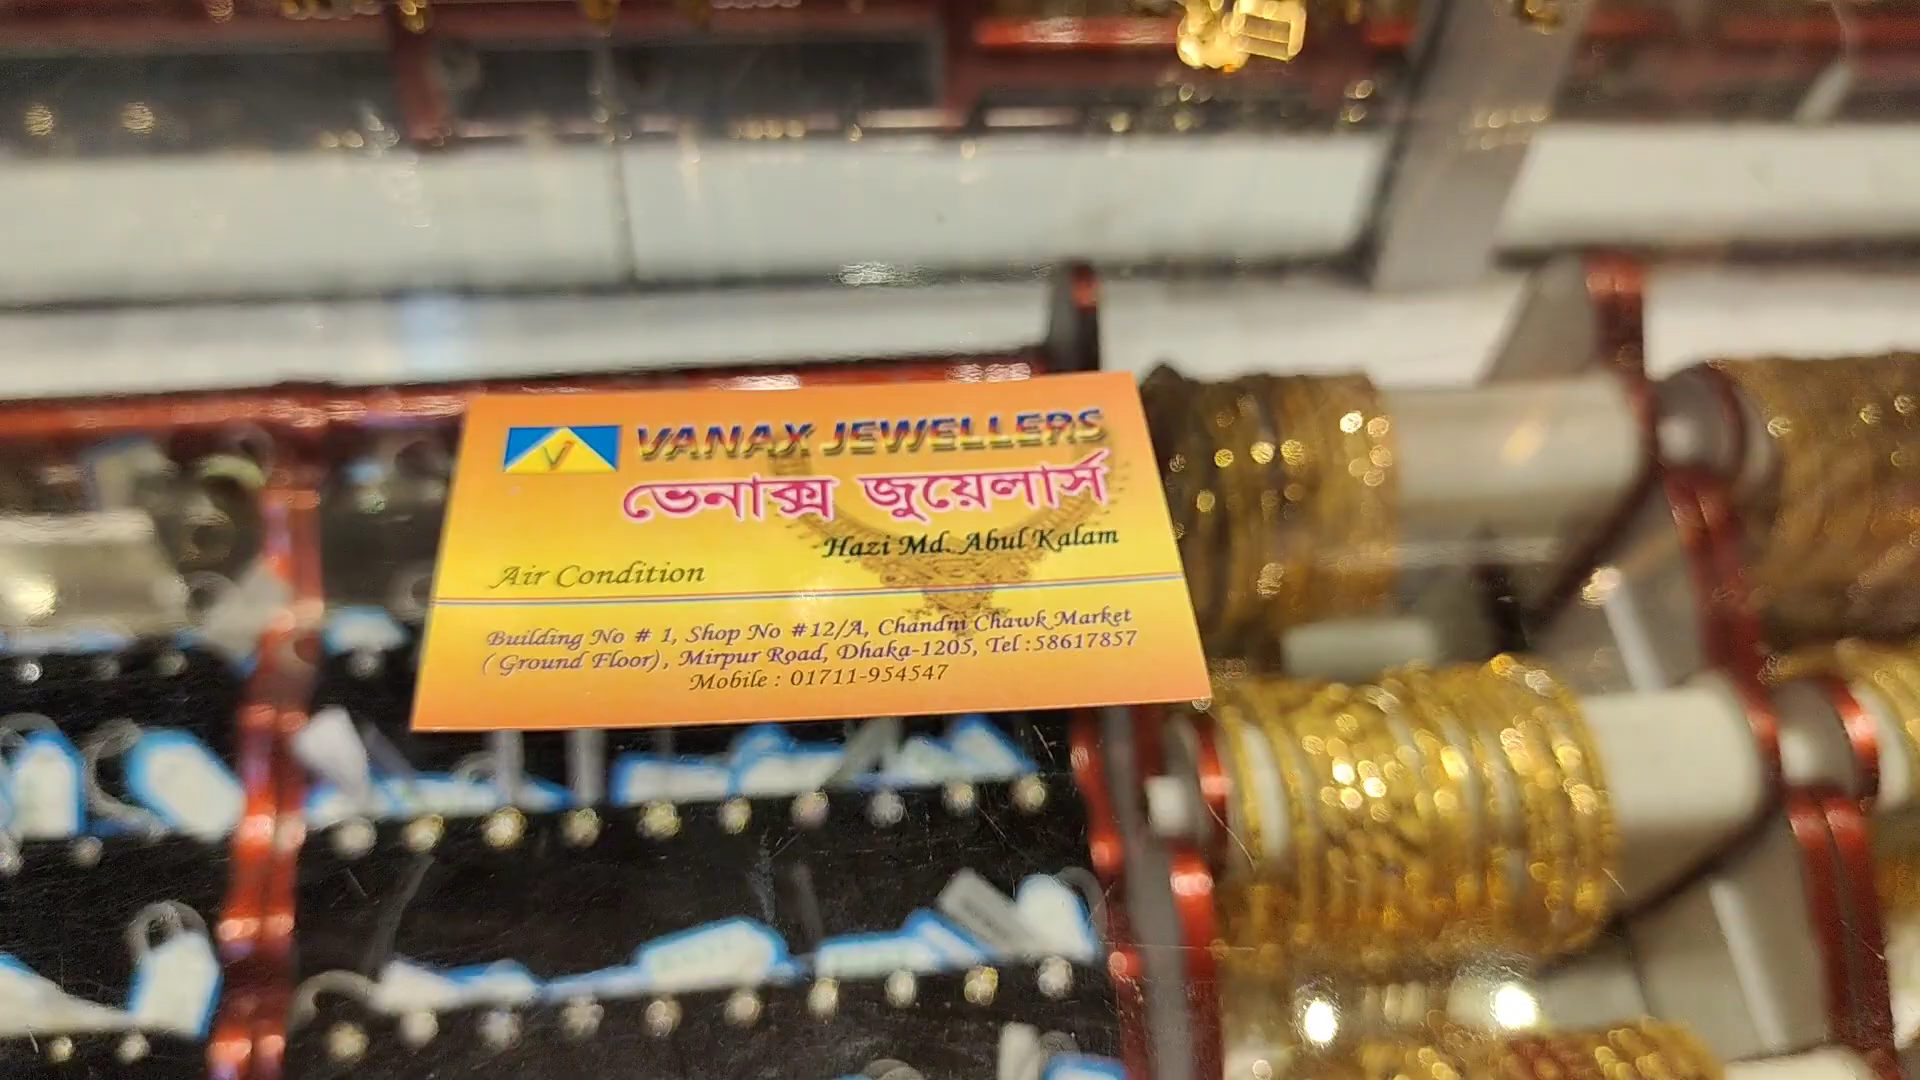 V
VANAX JEWELLERS
ভেনাক্স জুয়েলার্স
Hazi Md. Abul Kalam
Air Condition
Building No # 1, Shop No #12/A, Chandni Chawk Market
( Ground Floor), Mirpur Road, Dhaka-1205, Tel :58617857
Mobile : 01711-954547